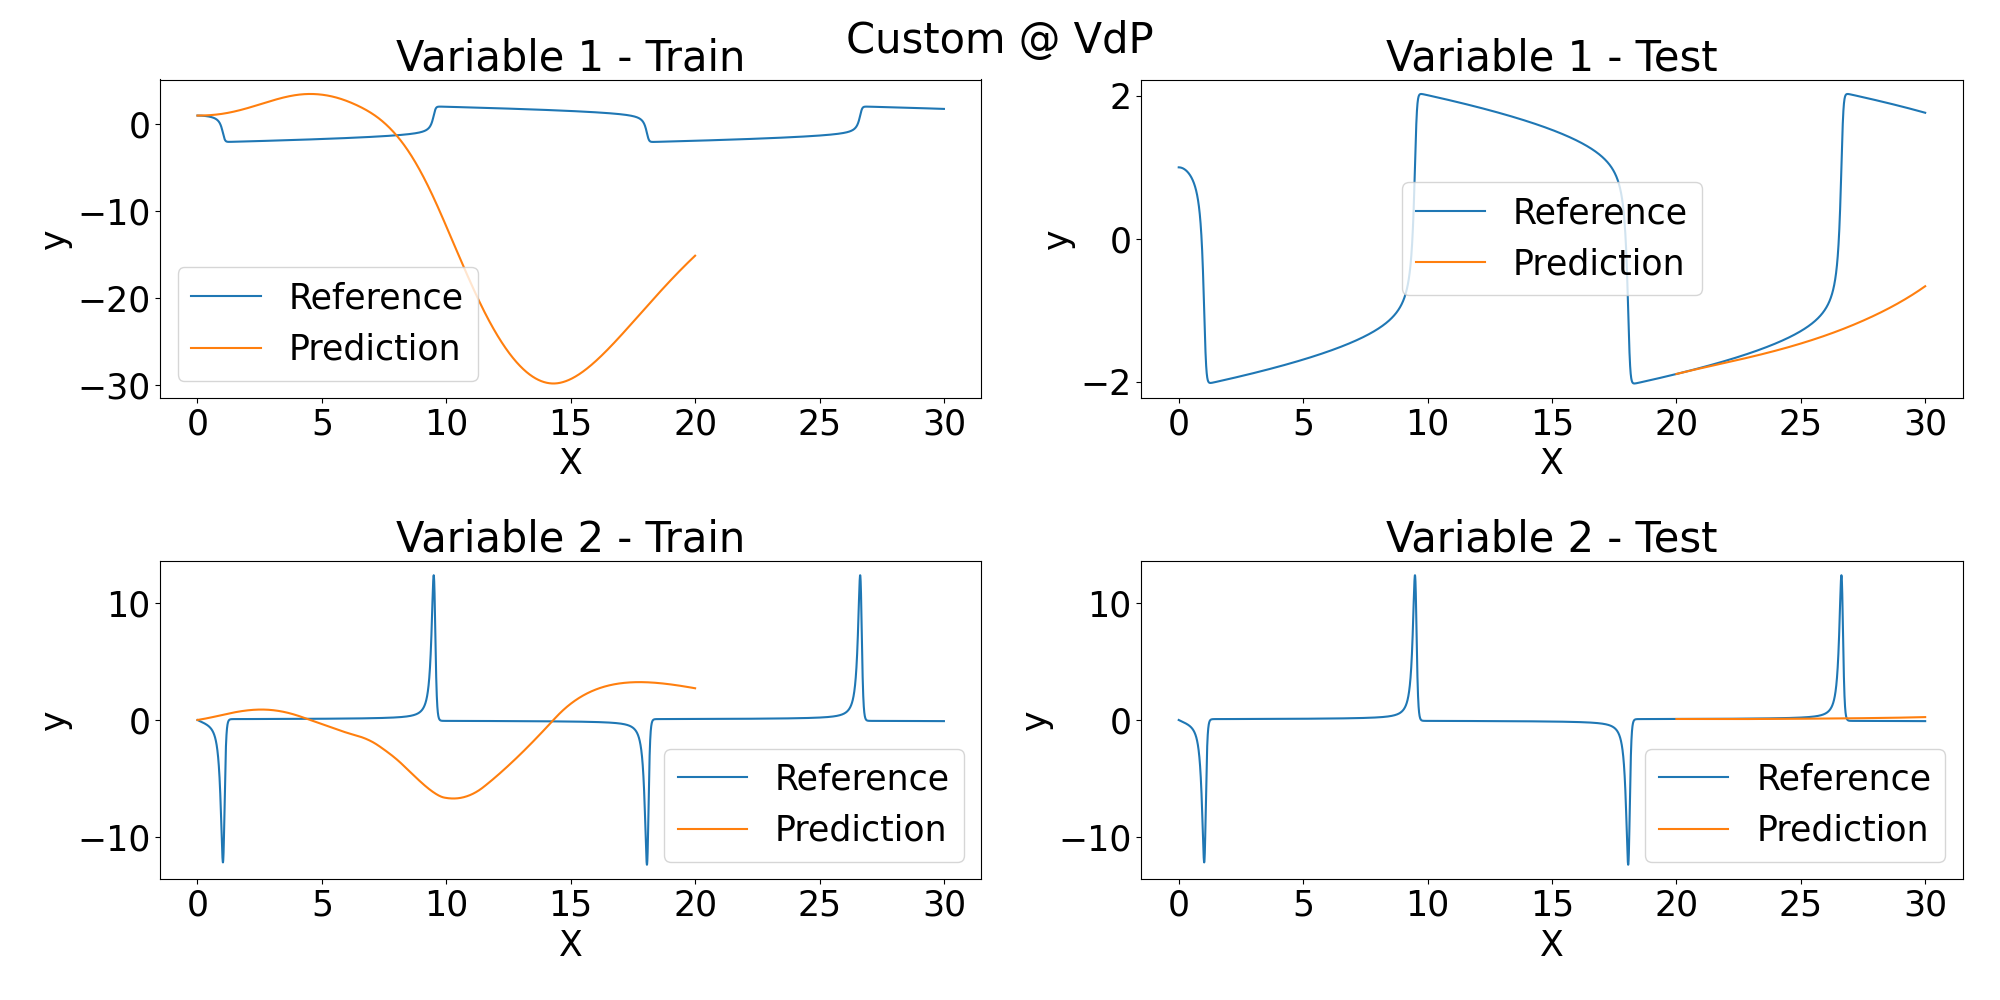 Custom @ VdP
Variable 1 - Train
0
−10
−20
−30
y
Reference
Prediction
0 5 10 15 20 25 30
X
Variable 1 - Test
2
0
−2
y
Reference
Prediction
0 5 10 15 20 25 30
X
Variable 2 - Train
10
0
−10
y
Reference
Prediction
0 5 10 15 20 25 30
X
Variable 2 - Test
10
0
−10
y
Reference
Prediction
0 5 10 15 20 25 30
X